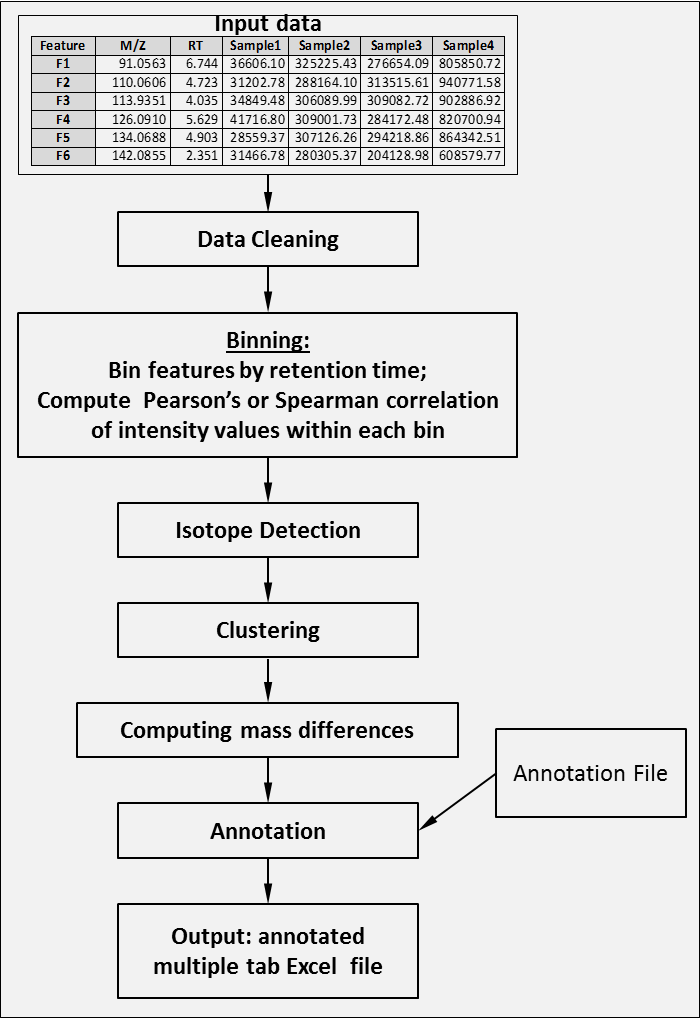 Input data
Feature M/Z RT Sample1 Sample2 Sample3 Sample4
F1 91.0563 6.744 36606.10 325225.43 276654.09 805850.72
F2 110.0606 4.723 31202.78 288164.10 313515.61 940771.58
F3 113.9351 4.035 34849.48 306089.99 309082.72 902886.92
F4 126.0910 5.629 41716.80 309001.73 284172.48 820700.94
F5 134.0688 4.903 28559.37 307126.26 294218.86 864342.51
F6 142.0855 2.351 31466.78 280305.37 204128.98 608579.77
Data Cleaning
Binning:
Bin features by retention time;
Compute Pearson’s or Spearman correlation
of intensity values within each bin
Isotope Detection
Clustering
Computing mass differences
Annotation File
Annotation
Output: annotated
multiple tab Excel file